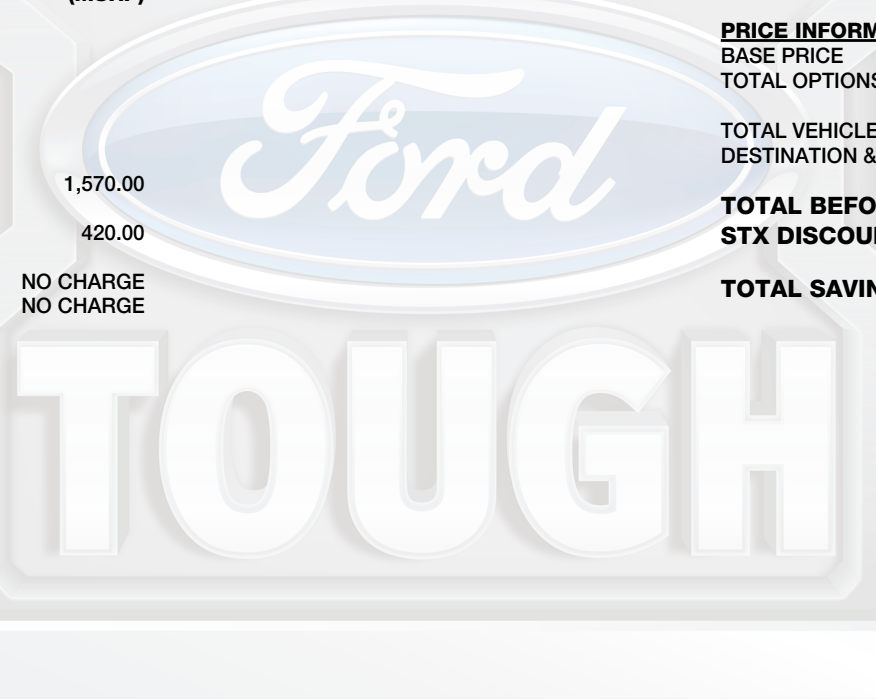 (MSRP)
1,570.00
420.00
NO CHARGE
NO CHARGE
PRICE INFORM
BASE PRICE
TOTAL OPTIONS
TOTAL VEHICLE
DESTINATION &
TOTAL BEFO
STX DISCOU
TOTAL SAVIN
Ford
TOUGH